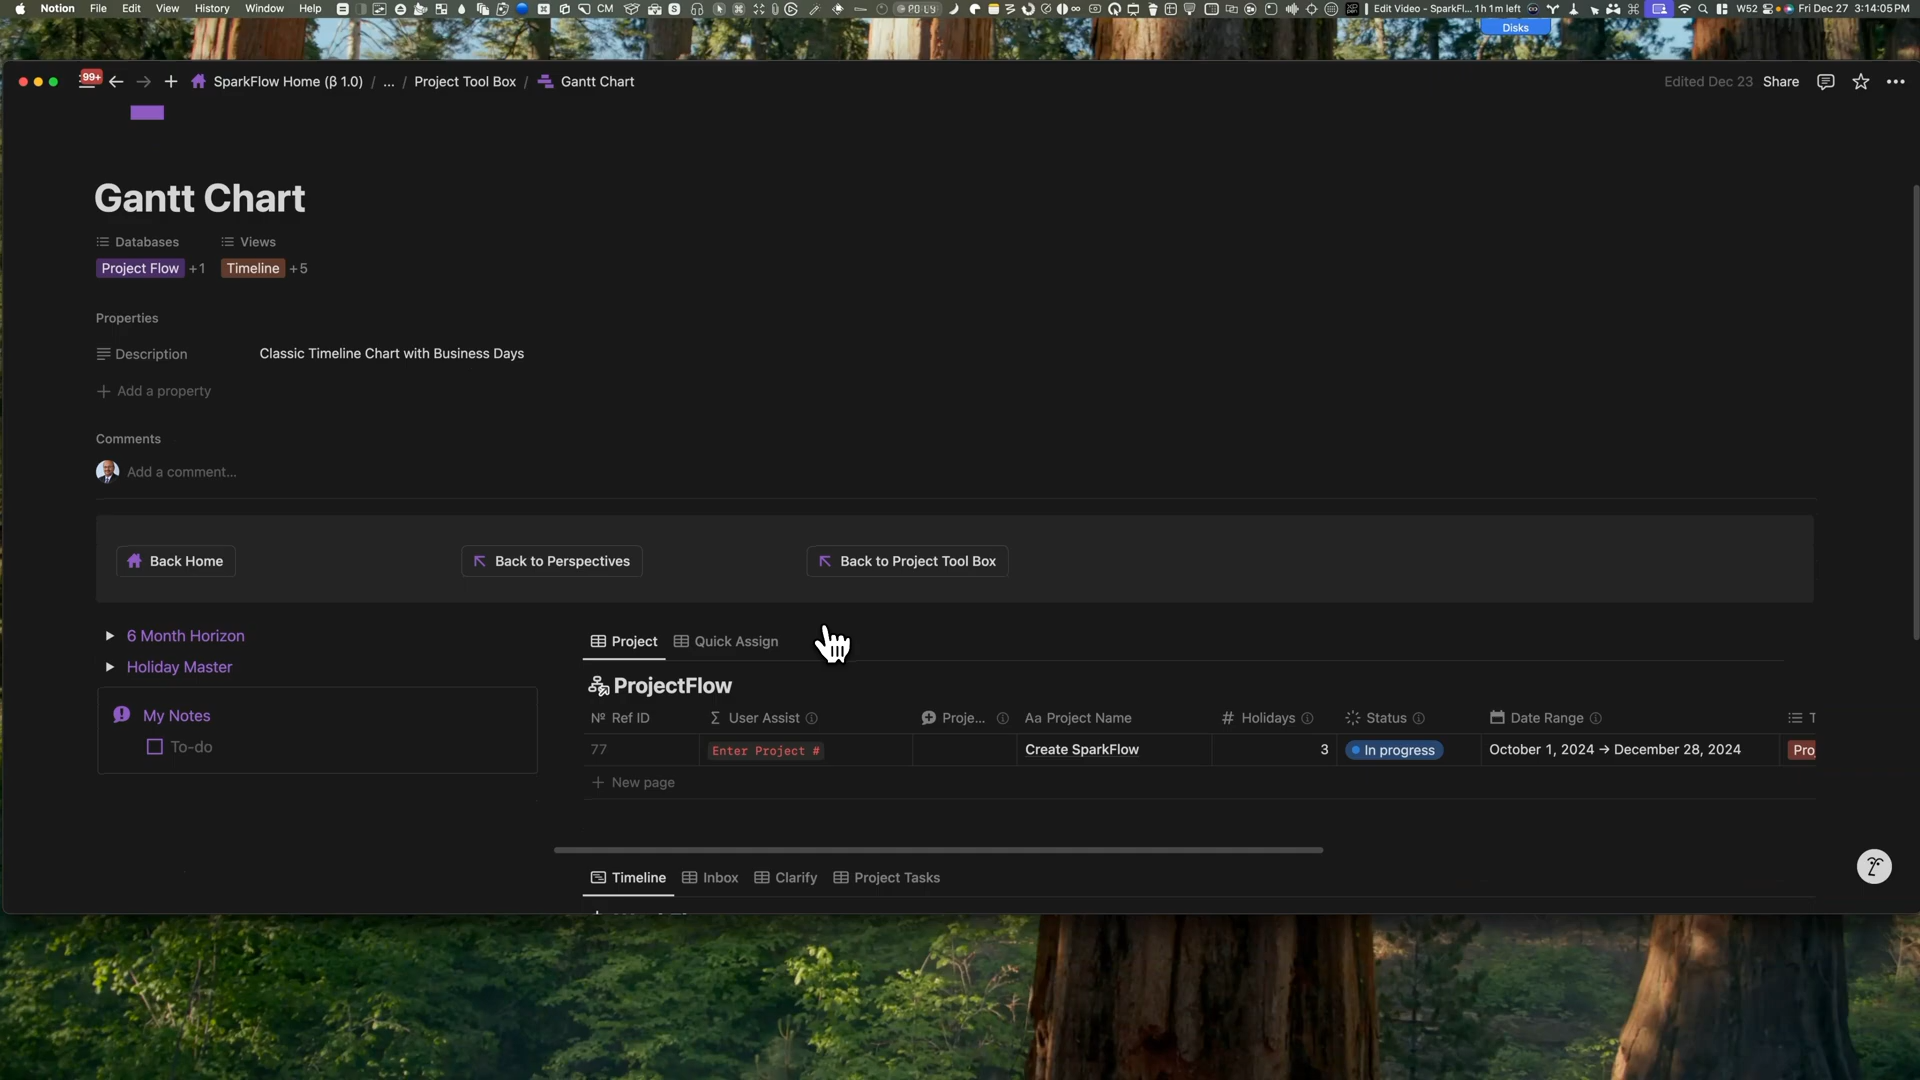 Notion File Edit View History Window Help CM POLY Edit Video - SparkFl... 1h 1m left W52 Fri Dec 27 3:14:05 PM
Disks
99+ SparkFlow Home (β 1.0) / ... / Project Tool Box / Gantt Chart Edited Dec 23 Share
Gantt Chart
Databases Views
Project Flow +1 Timeline +5
Properties
Description Classic Timeline Chart with Business Days
Add a property
Comments
Add a comment...
Back Home Back to Perspectives Back to Project Tool Box
6 Month Horizon
Holiday Master
My Notes
To-do
Project Quick Assign
ProjectFlow
Nº Ref ID Σ User Assist Proje... Aa Project Name # Holidays Status Date Range T
77 Enter Project # Create SparkFlow 3 In progress October 1, 2024 → December 28, 2024 Pro
New page
Timeline Inbox Clarify Project Tasks